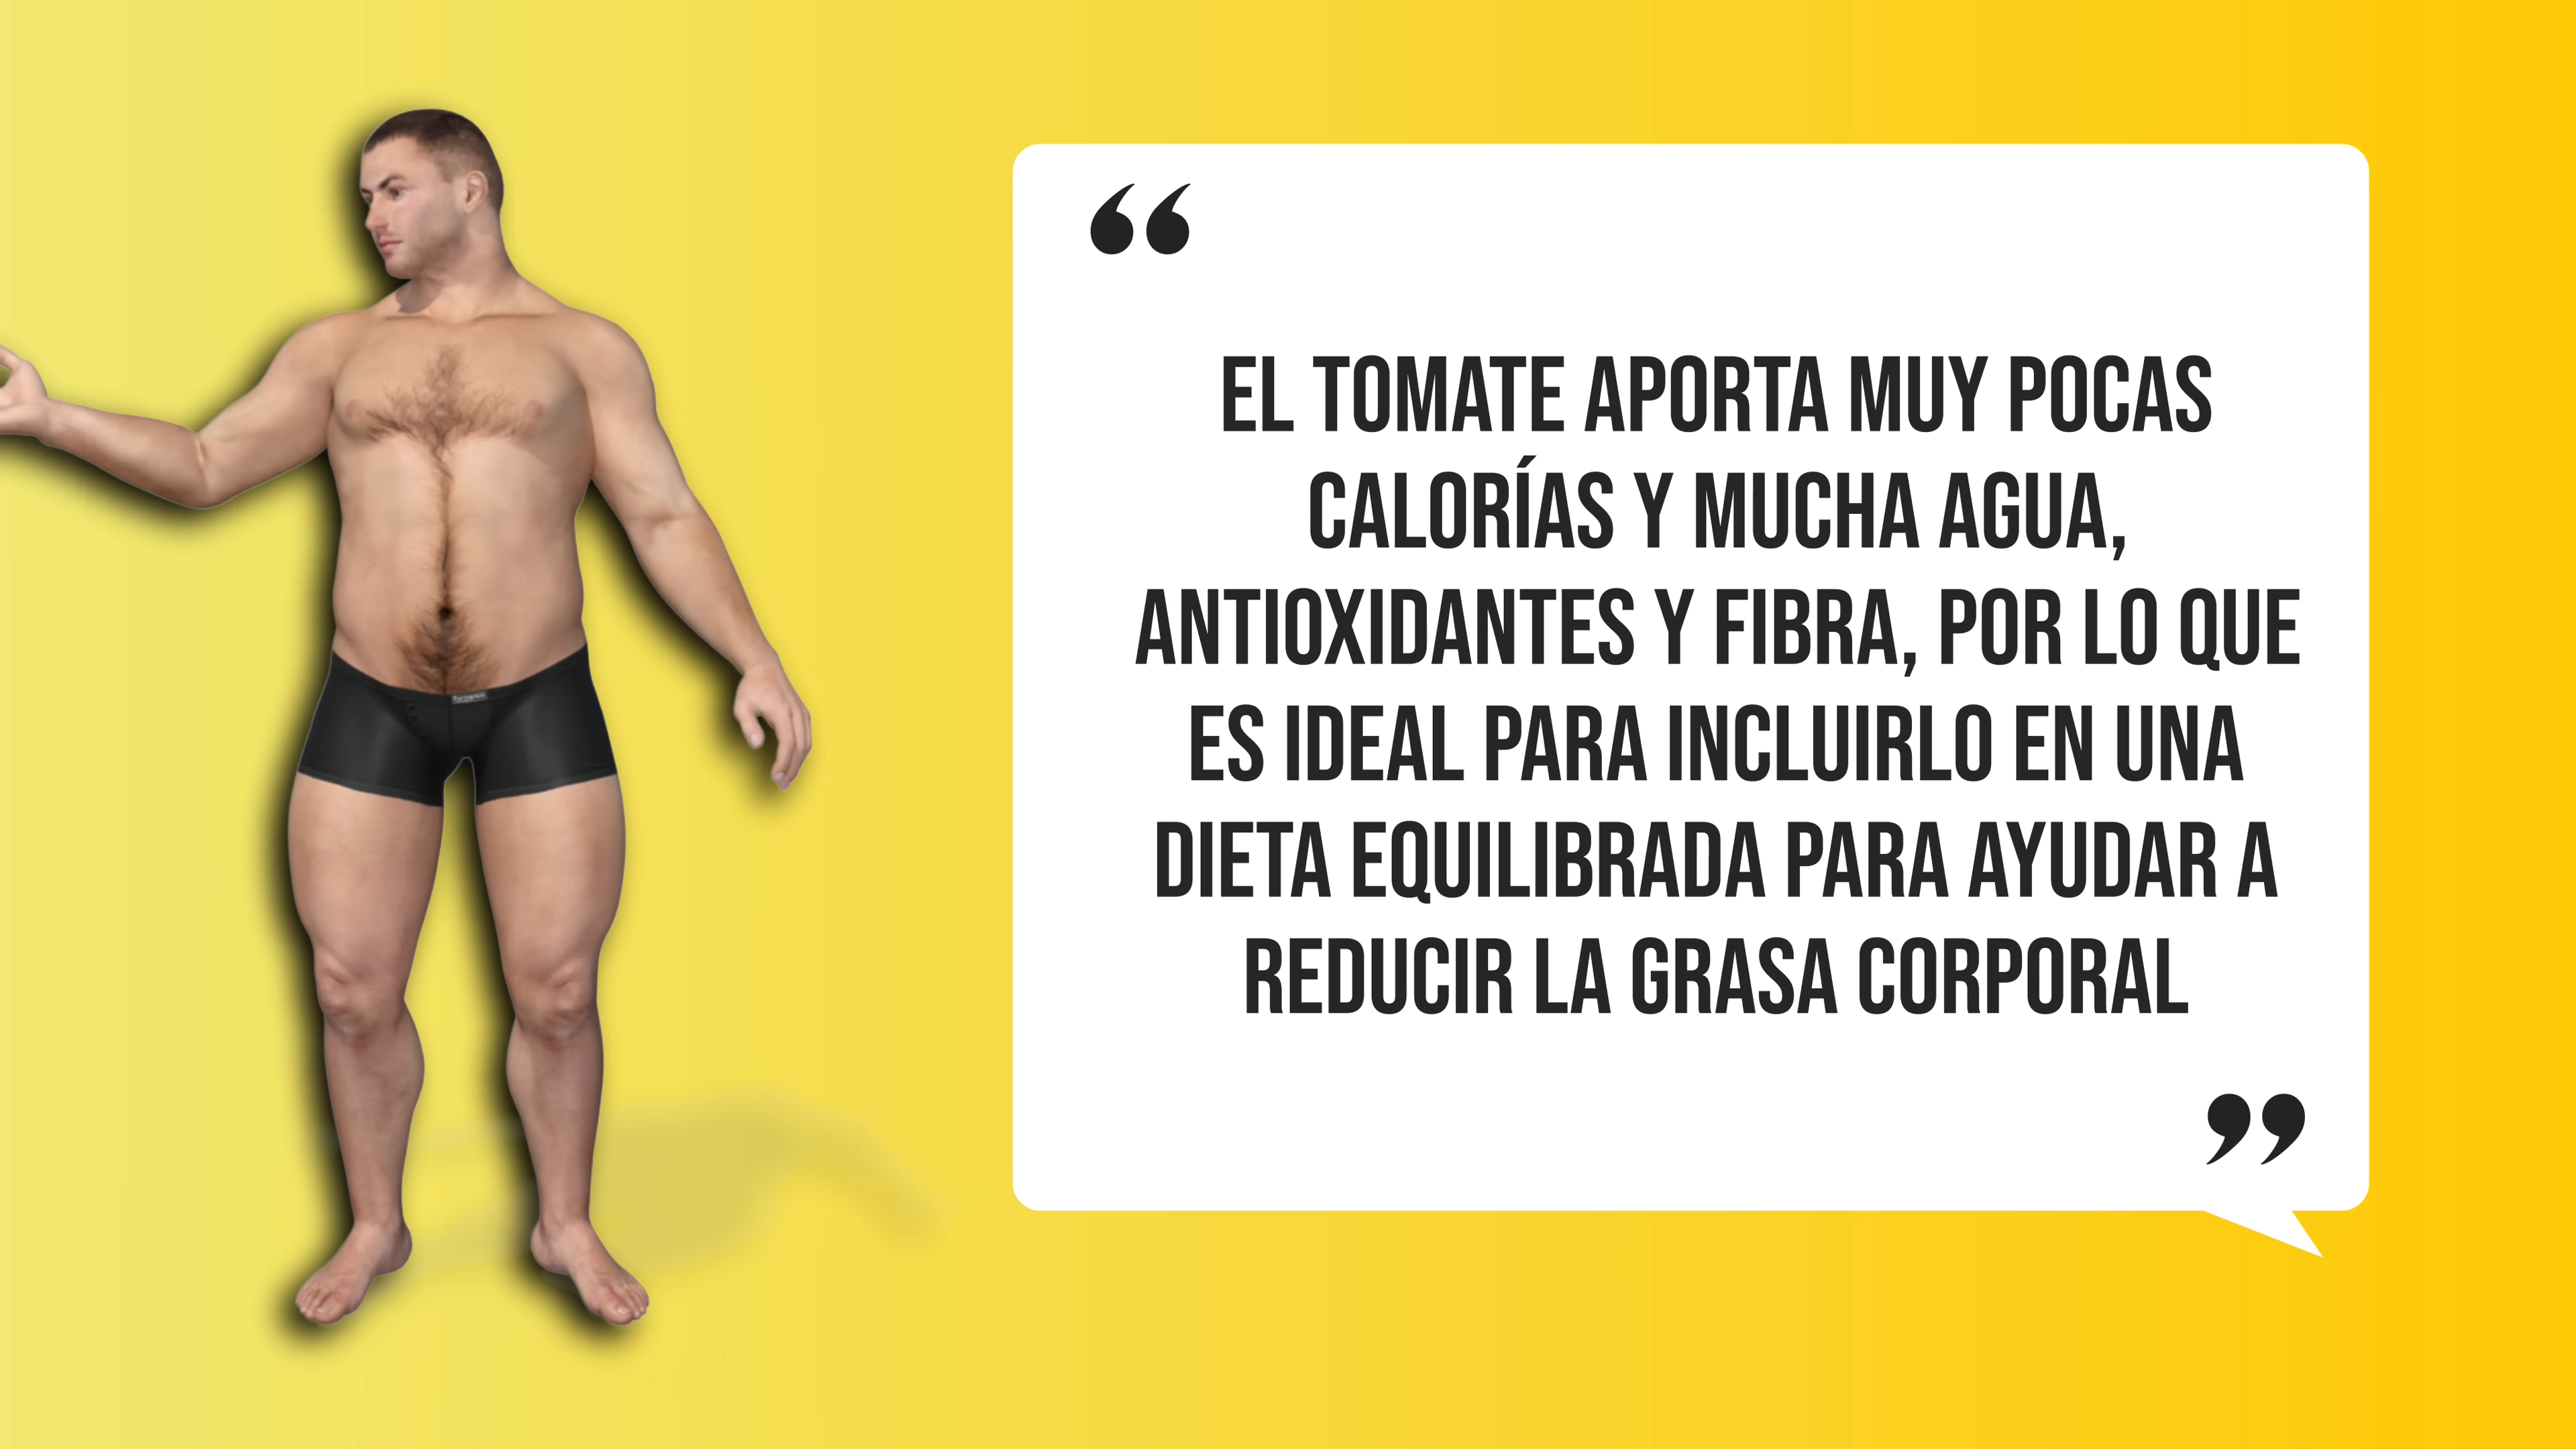 “
EL TOMATE APORTA MUY POCAS
CALORÍAS Y MUCHA AGUA,
ANTIOXIDANTES Y FIBRA, POR LO QUE
ES IDEAL PARA INCLUIRLO EN UNA
DIETA EQUILIBRADA PARA AYUDAR A
REDUCIR LA GRASA CORPORAL
”